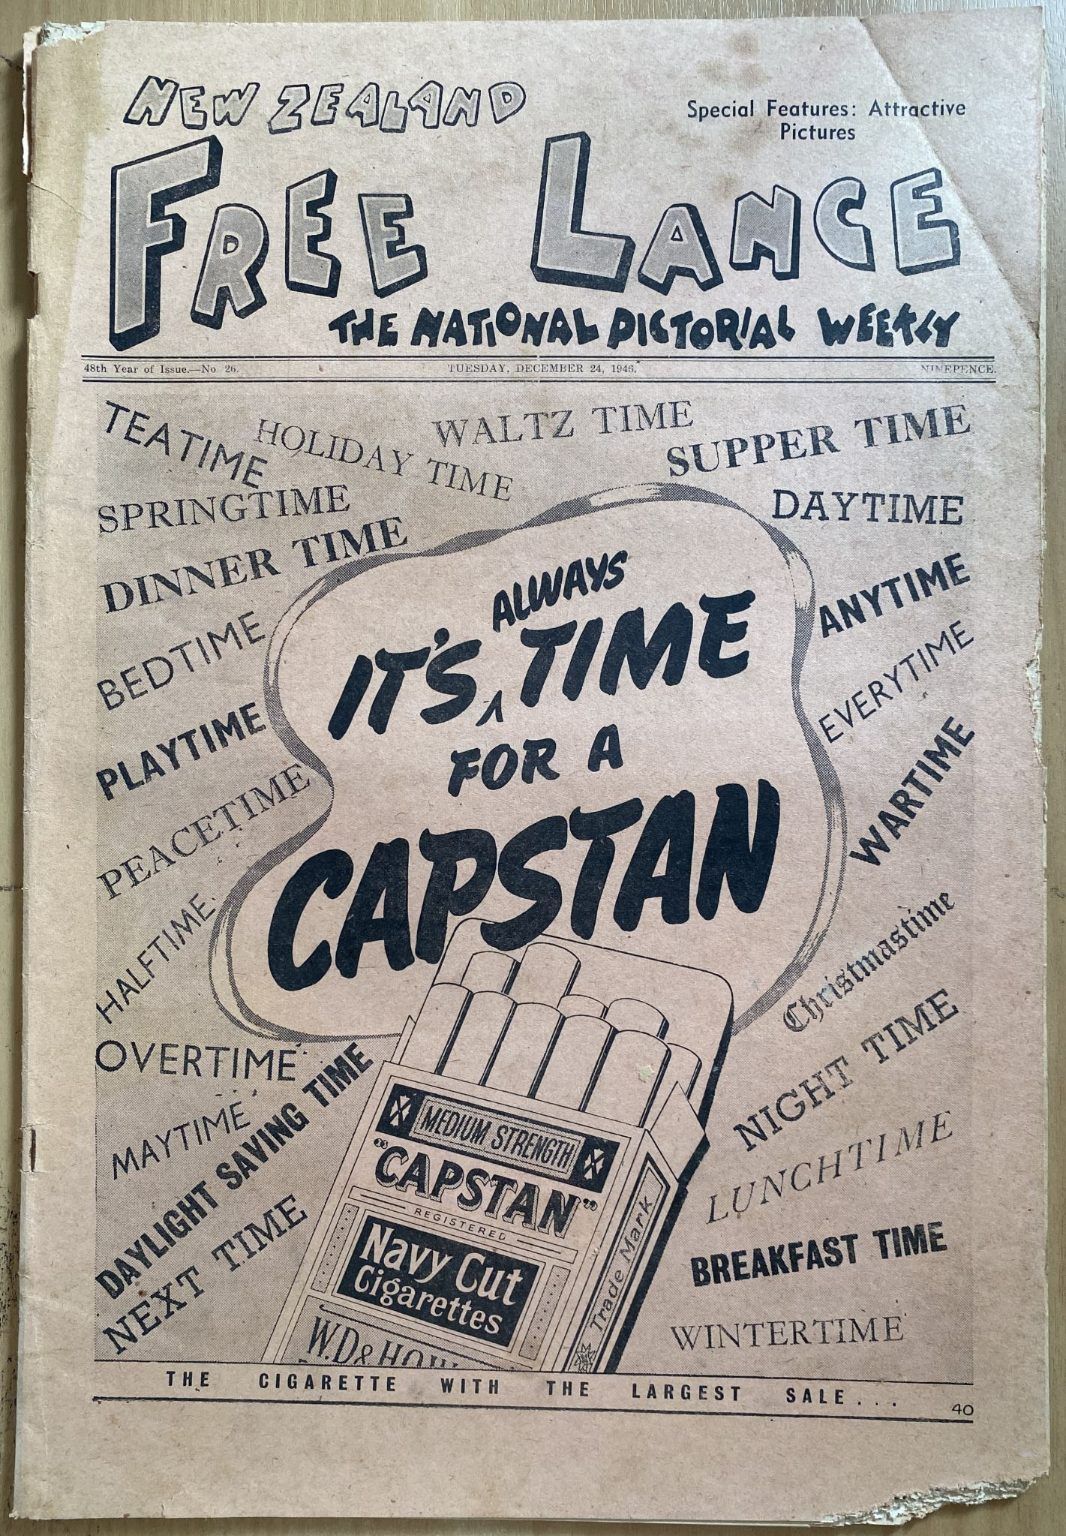 NEW ZEALAND
Special Features: Attractive
Pictures
FREE LANCE
THE NATIONAL PICTORIAL WEEKLY
48th Year of Issue.—No 26.
TUESDAY, DECEMBER 24, 1946.
NINEPENCE.
TEATIME
HOLIDAY TIME
WALTZ TIME
SUPPER TIME
SPRINGTIME
DAYTIME
DINNER TIME
ANYTIME
BEDTIME
EVERYTIME
PLAYTIME
WARTIME
PEACETIME
HALFTIME
Christmastime
OVERTIME
NIGHT TIME
MAYTIME
DAYLIGHT SAVING TIME
LUNCHTIME
NEXT TIME
BREAKFAST TIME
WINTERTIME
ALWAYS
IT'S ^ TIME
FOR A
CAPSTAN
MEDIUM STRENGTH
"CAPSTAN"
REGISTERED
Navy Cut
Cigarettes
W.D & H.O.
Trade Mark
THE CIGARETTE WITH THE LARGEST SALE...
40